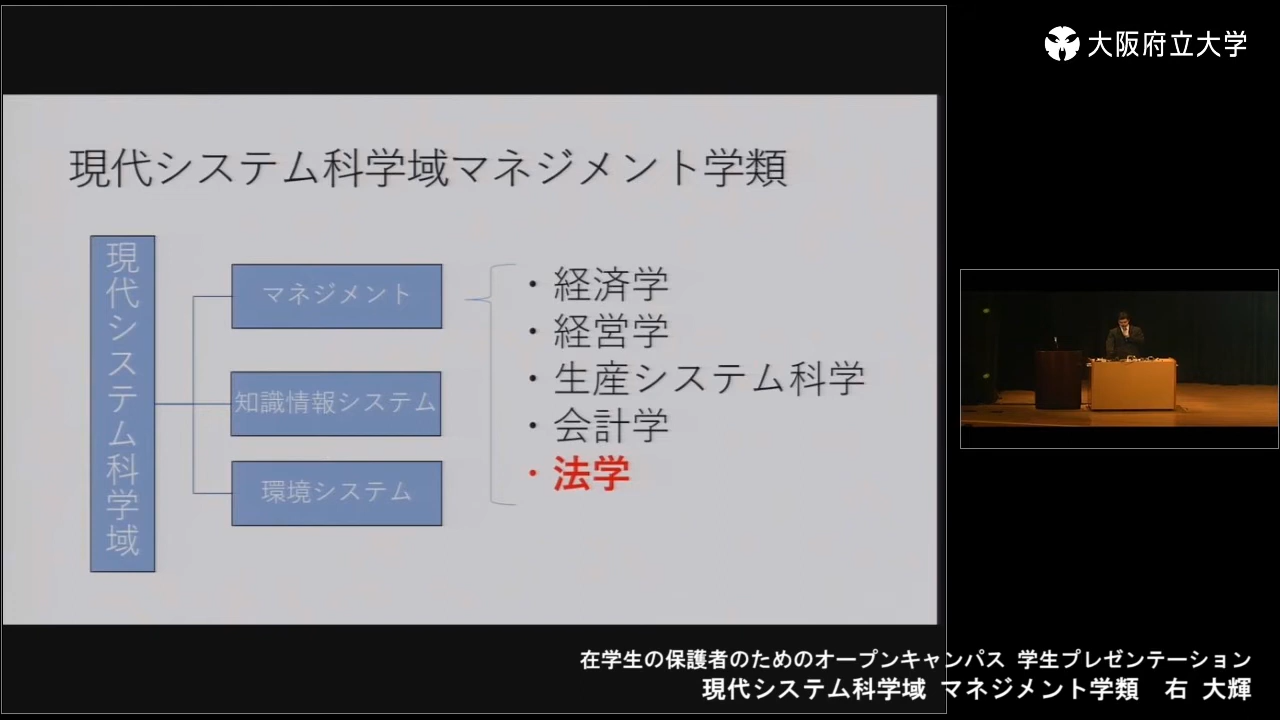 大阪府立大学
現代システム科学域マネジメント学類
現代システム科学域
マネジメント
知識情報システム
環境システム
・経済学
・経営学
・生産システム科学
・会計学
・法学
在学生の保護者のためのオープンキャンパス 学生プレゼンテーション
現代システム科学域 マネジメント学類 右 大輝